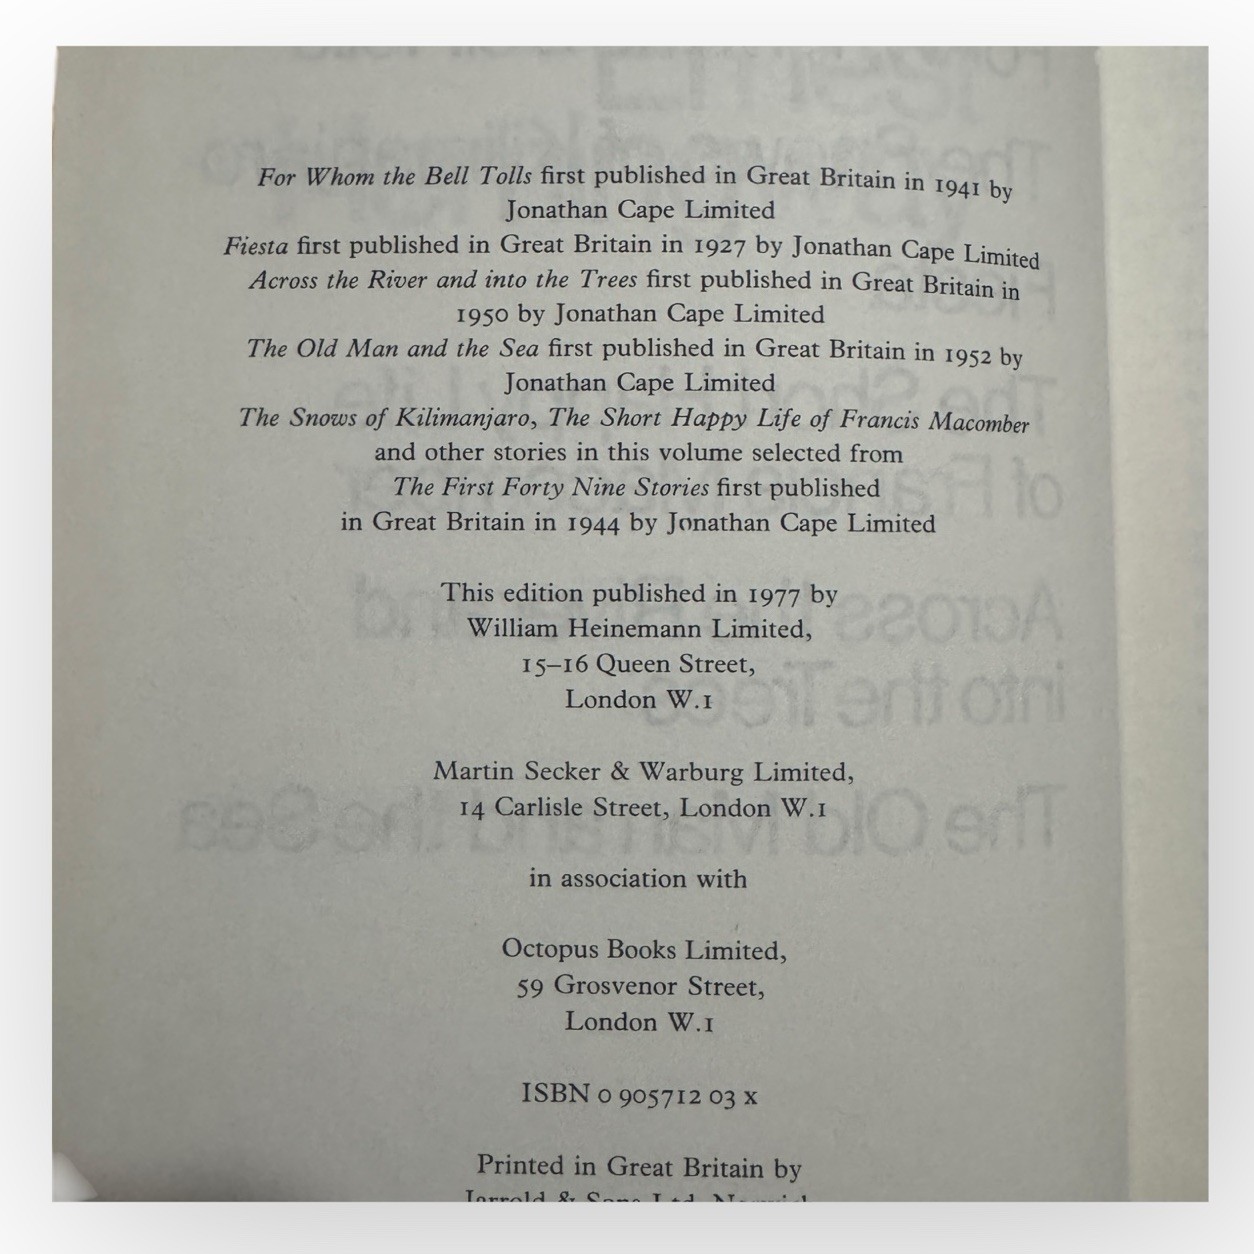 For Whom the Bell Tolls first published in Great Britain in 1941 by
Jonathan Cape Limited
Fiesta first published in Great Britain in 1927 by Jonathan Cape Limited
Across the River and into the Trees first published in Great Britain in
1950 by Jonathan Cape Limited
The Old Man and the Sea first published in Great Britain in 1952 by
Jonathan Cape Limited
The Snows of Kilimanjaro, The Short Happy Life of Francis Macomber
and other stories in this volume selected from
The First Forty Nine Stories first published
in Great Britain in 1944 by Jonathan Cape Limited
This edition published in 1977 by
William Heinemann Limited,
15–16 Queen Street,
London W.1
Martin Secker & Warburg Limited,
14 Carlisle Street, London W.1
in association with
Octopus Books Limited,
59 Grosvenor Street,
London W.1
ISBN 0 905712 03 x
Printed in Great Britain by